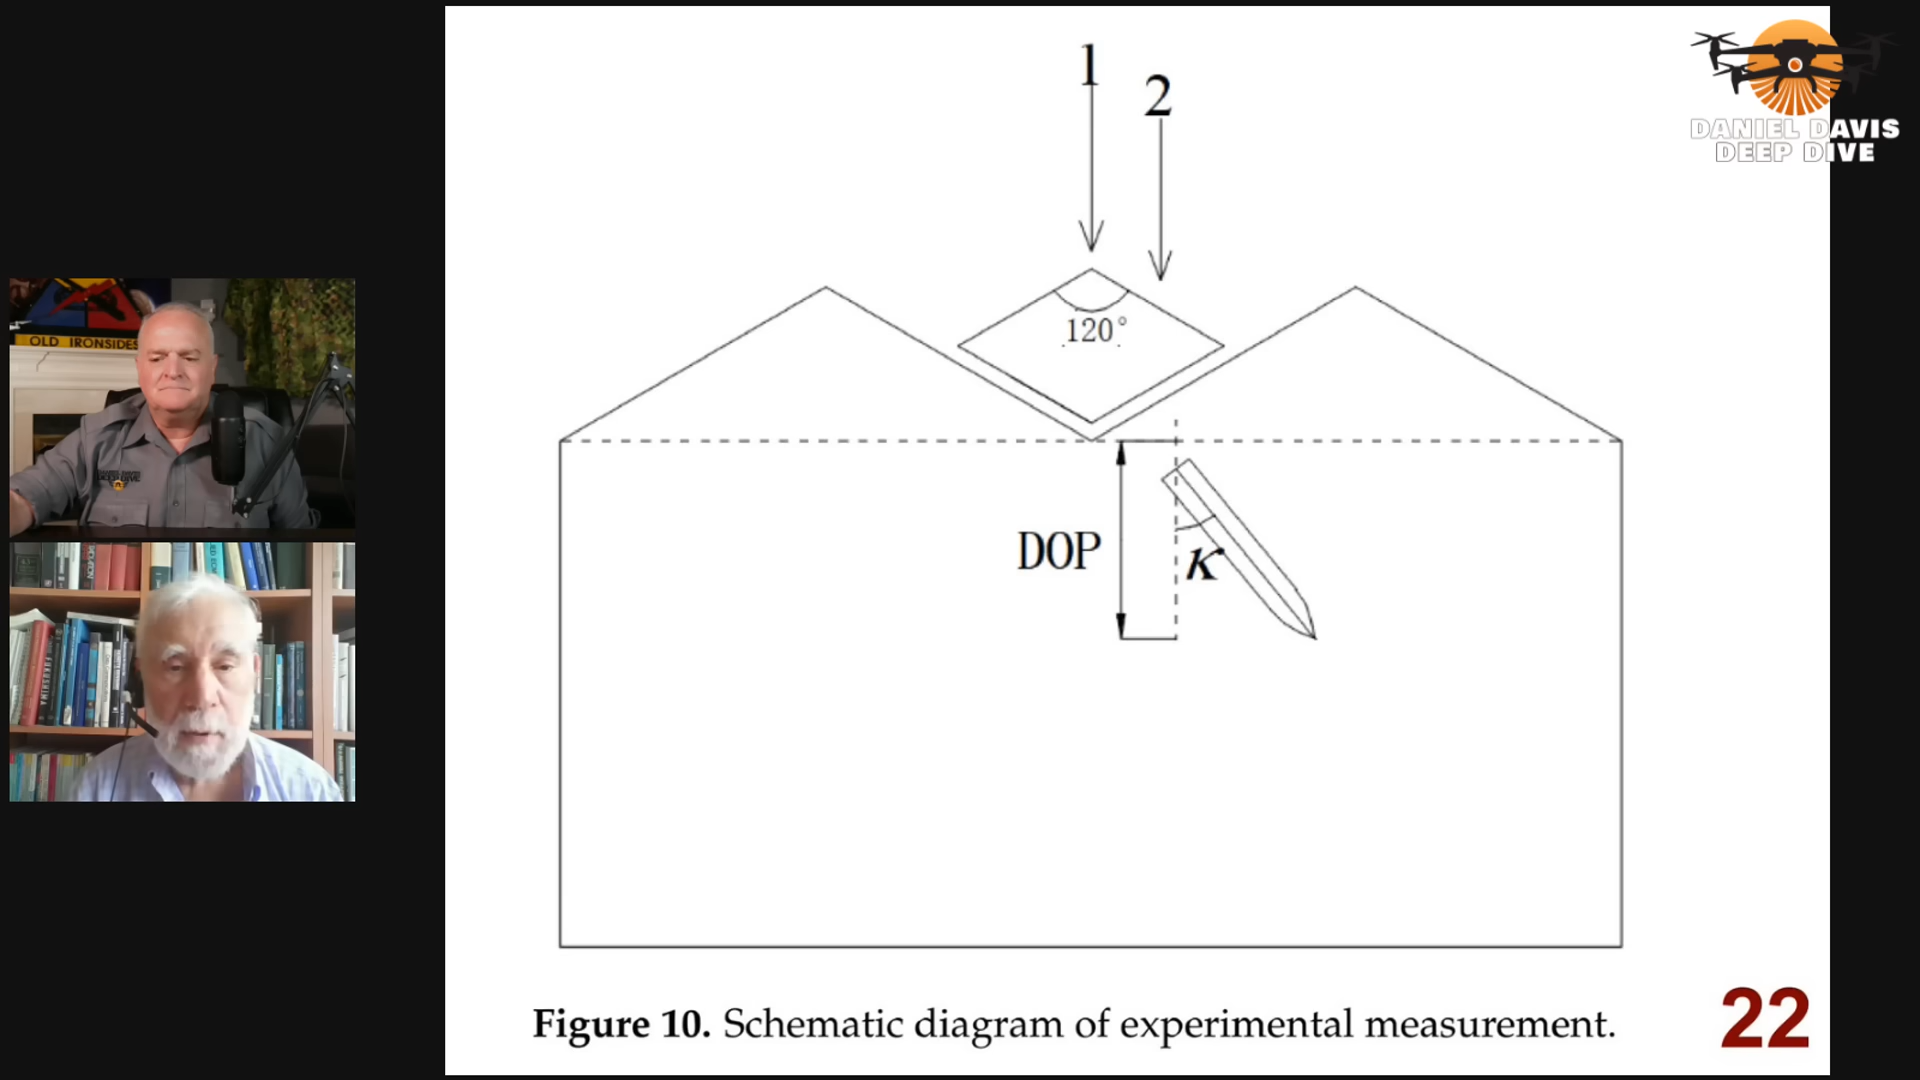 1
2
DANIEL DAVIS
DEEP DIVE
120°
OLD IRONSIDES
DOP
κ
Figure 10. Schematic diagram of experimental measurement.
22